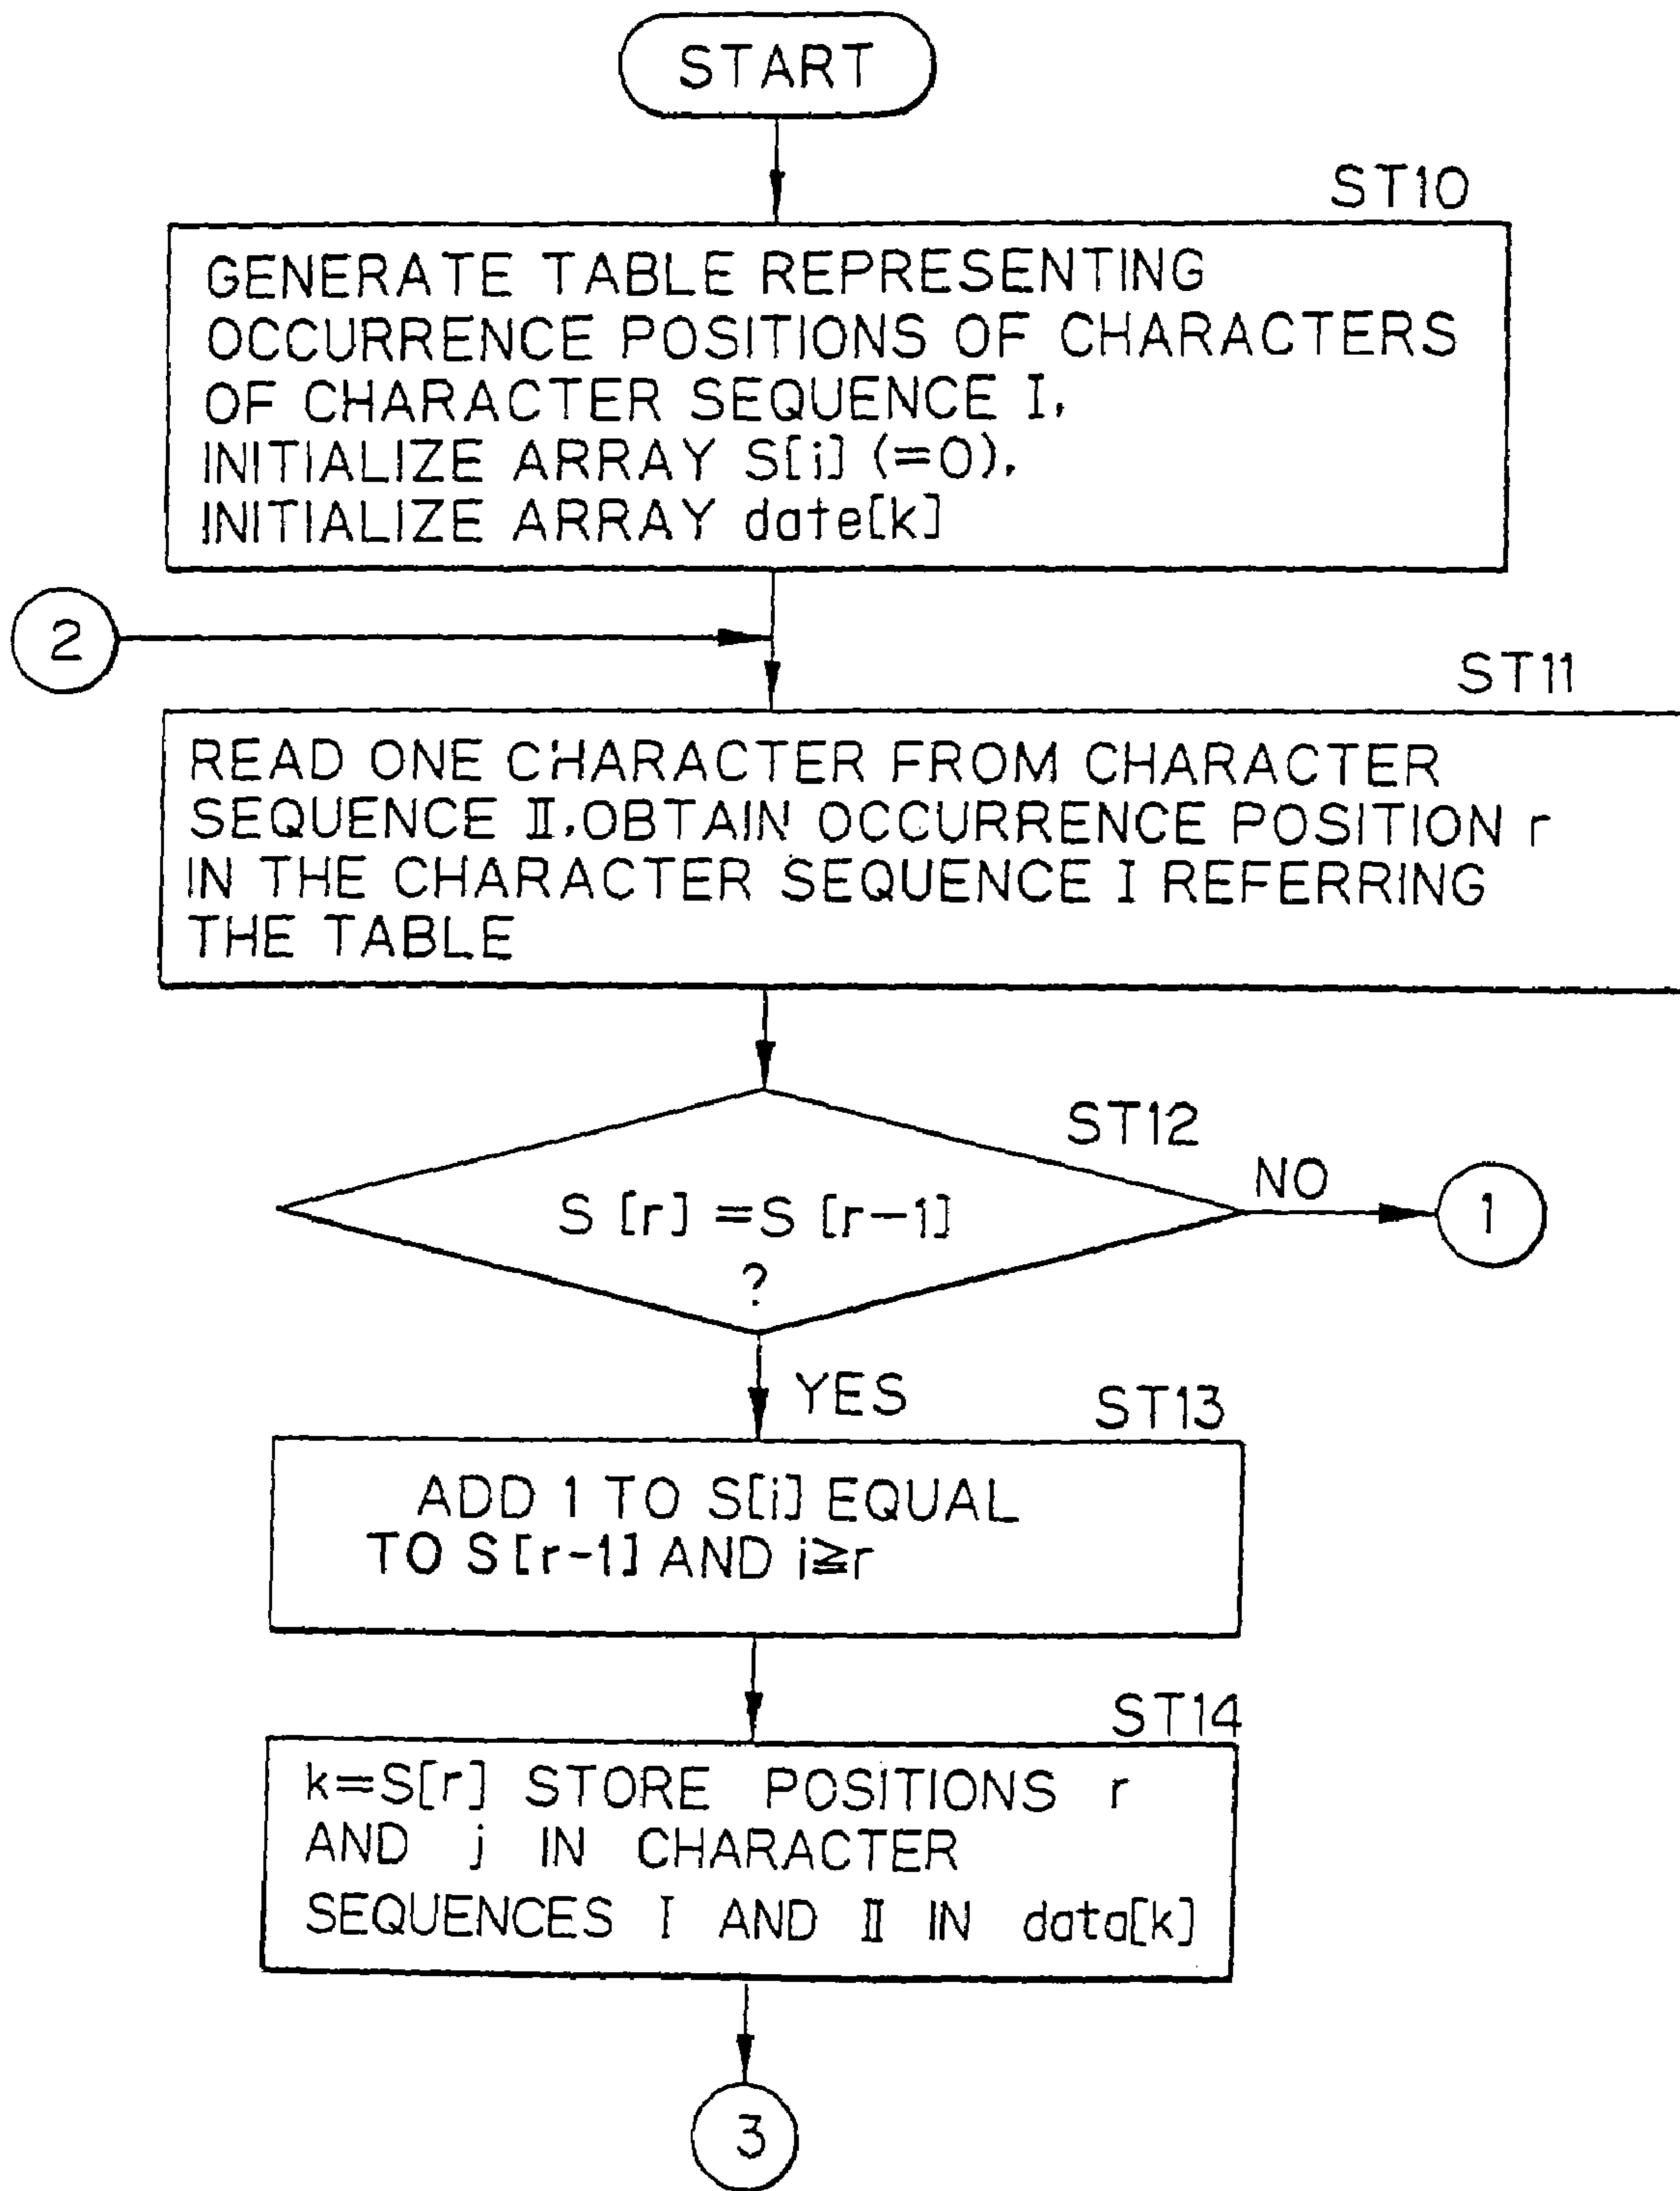 START
ST10
GENERATE TABLE REPRESENTING
OCCURRENCE POSITIONS OF CHARACTERS
OF CHARACTER SEQUENCE I,
INITIALIZE ARRAY S[i] (=0),
INITIALIZE ARRAY date[k]
2
ST11
READ ONE CHARACTER FROM CHARACTER
SEQUENCE II,OBTAIN OCCURRENCE POSITION r
IN THE CHARACTER SEQUENCE I REFERRING
THE TABLE
ST12
S [r] =S [r-1]
?
NO
1
YES
ST13
ADD 1 TO S[i] EQUAL
TO S[r-1] AND i≧r
ST14
k=S[r] STORE POSITIONS r
AND j IN CHARACTER
SEQUENCES I AND II IN data[k]
3